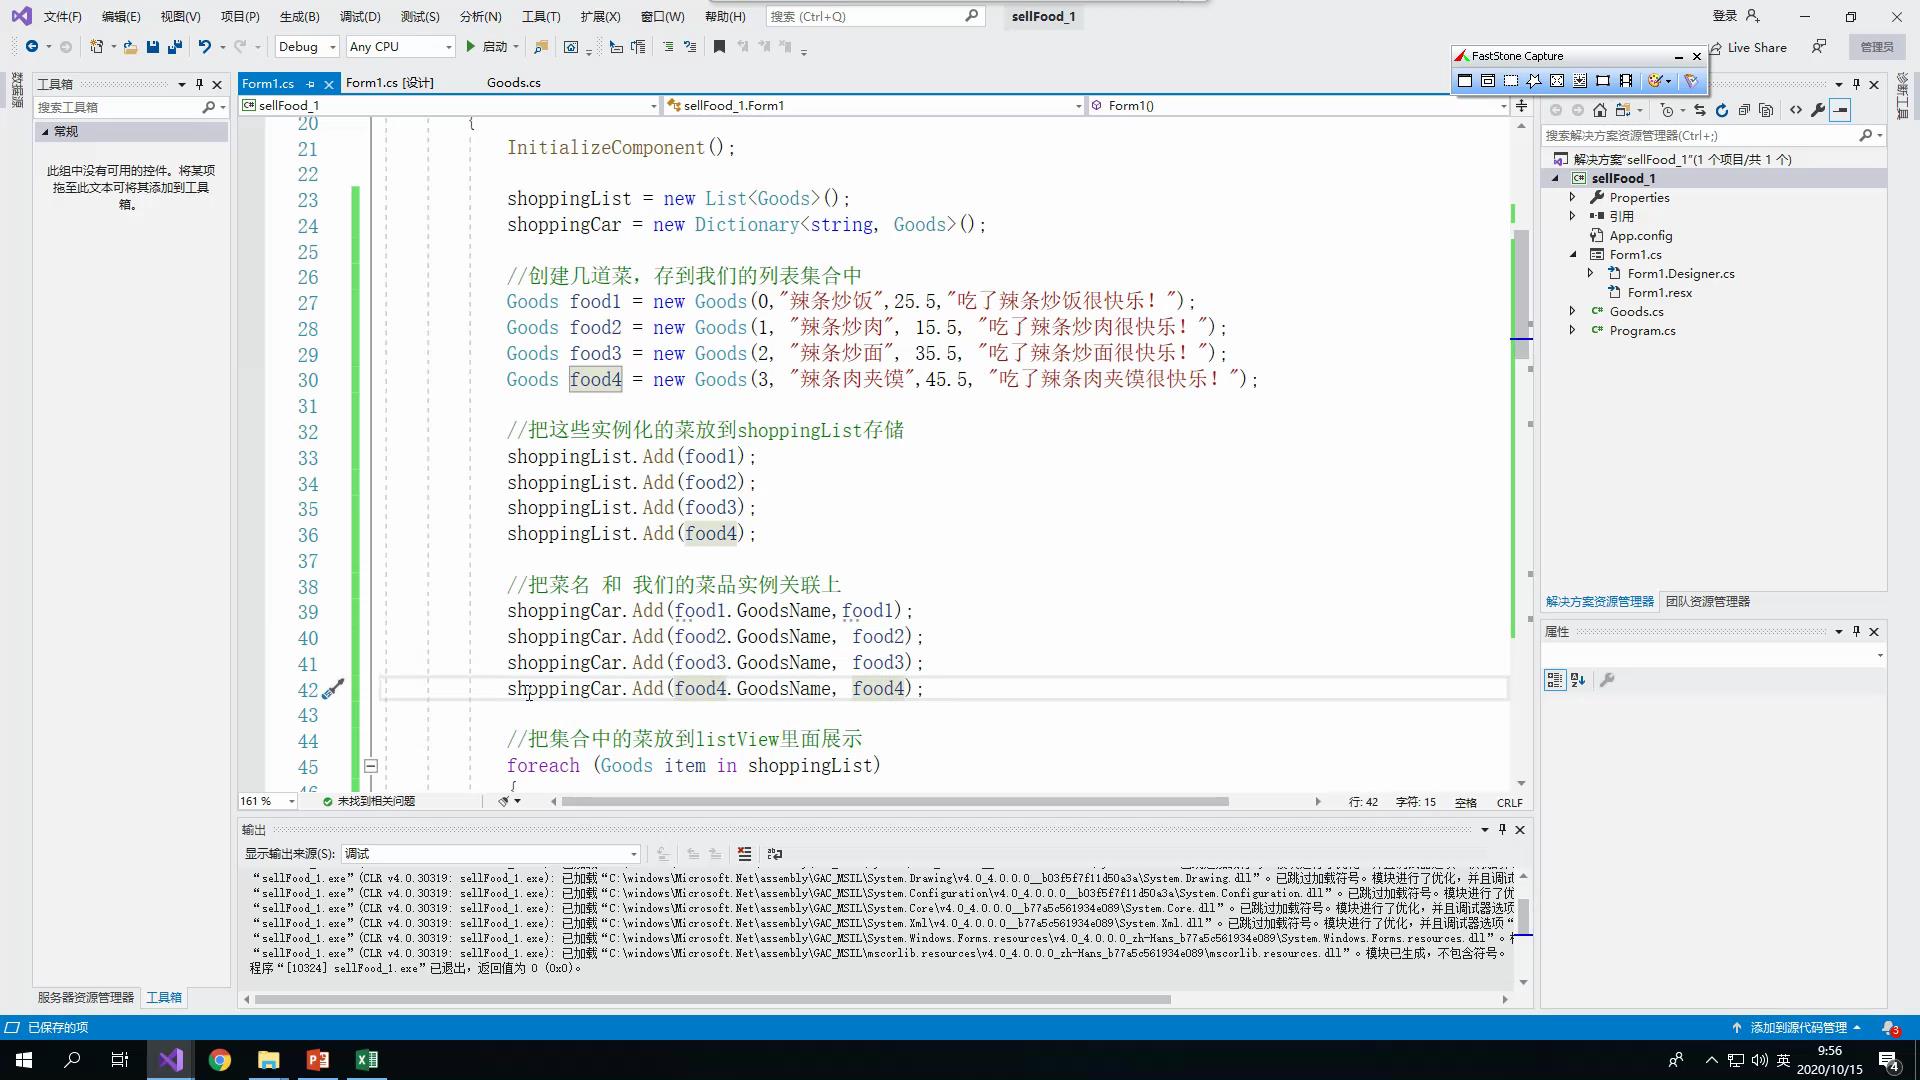 文件(F) 编辑(E) 视图(V) 项目(P) 生成(B) 调试(D) 测试(S) 分析(N) 工具(T) 扩展(X) 窗口(W) 帮助(H) 搜索 (Ctrl+Q) sellFood_1 登录
Debug Any CPU 启动 Live Share 管理员
FastStone Capture
工具箱
搜索工具箱
常规
此组中没有可用的控件。将某项
拖至此文本可将其添加到工具
箱。
服务器资源管理器 工具箱
Form1.cs Form1.cs [设计] Goods.cs
sellFood_1 sellFood_1.Form1 Form1()
20 {
21 InitializeComponent();
22
23 shoppingList = new List<Goods>();
24 shoppingCar = new Dictionary<string, Goods>();
25
26 //创建几道菜，存到我们的列表集合中
27 Goods food1 = new Goods(0,"辣条炒饭",25.5,"吃了辣条炒饭很快乐！");
28 Goods food2 = new Goods(1, "辣条炒肉", 15.5, "吃了辣条炒肉很快乐！");
29 Goods food3 = new Goods(2, "辣条炒面", 35.5, "吃了辣条炒面很快乐！");
30 Goods food4 = new Goods(3, "辣条肉夹馍",45.5, "吃了辣条肉夹馍很快乐！");
31
32 //把这些实例化的菜放到shoppingList存储
33 shoppingList.Add(food1);
34 shoppingList.Add(food2);
35 shoppingList.Add(food3);
36 shoppingList.Add(food4);
37
38 //把菜名 和 我们的菜品实例关联上
39 shoppingCar.Add(food1.GoodsName,food1);
40 shoppingCar.Add(food2.GoodsName, food2);
41 shoppingCar.Add(food3.GoodsName, food3);
42 shoppingCar.Add(food4.GoodsName, food4);
43
44 //把集合中的菜放到listView里面展示
45 foreach (Goods item in shoppingList)
{
161 % 未找到相关问题 行: 42 字符: 15 空格 CRLF
输出
显示输出来源(S): 调试
“sellFood_1.exe”(CLR v4.0.30319: sellFood_1.exe): 已加载“C:\windows\Microsoft.Net\assembly\GAC_MSIL\System.Drawing\v4.0_4.0.0.0__b03f5f7f11d50a3a\System.Drawing.dll”。已跳过加载符号。模块进行了优化，并且调试
“sellFood_1.exe”(CLR v4.0.30319: sellFood_1.exe): 已加载“C:\windows\Microsoft.Net\assembly\GAC_MSIL\System.Configuration\v4.0_4.0.0.0__b03f5f7f11d50a3a\System.Configuration.dll”。已跳过加载符号。模块进行了优
“sellFood_1.exe”(CLR v4.0.30319: sellFood_1.exe): 已加载“C:\windows\Microsoft.Net\assembly\GAC_MSIL\System.Core\v4.0_4.0.0.0__b77a5c561934e089\System.Core.dll”。已跳过加载符号。模块进行了优化，并且调试器选项
“sellFood_1.exe”(CLR v4.0.30319: sellFood_1.exe): 已加载“C:\windows\Microsoft.Net\assembly\GAC_MSIL\System.Xml\v4.0_4.0.0.0__b77a5c561934e089\System.Xml.dll”。已跳过加载符号。模块进行了优化，并且调试器选项“
“sellFood_1.exe”(CLR v4.0.30319: sellFood_1.exe): 已加载“C:\windows\Microsoft.Net\assembly\GAC_MSIL\System.Windows.Forms.resources\v4.0_4.0.0.0_zh-Hans_b77a5c561934e089\System.Windows.Forms.resources.dll”。
“sellFood_1.exe”(CLR v4.0.30319: sellFood_1.exe): 已加载“C:\windows\Microsoft.Net\assembly\GAC_MSIL\mscorlib.resources\v4.0_4.0.0.0_zh-Hans_b77a5c561934e089\mscorlib.resources.dll”。模块已生成，不包含符号。
程序“[10324] sellFood_1.exe”已退出，返回值为 0 (0x0)。
搜索解决方案资源管理器(Ctrl+;)
解决方案"sellFood_1"(1 个项目/共 1 个)
sellFood_1
Properties
引用
App.config
Form1.cs
Form1.Designer.cs
Form1.resx
Goods.cs
Program.cs
解决方案资源管理器 团队资源管理器
属性
诊断工具
已保存的项 添加到源代码管理 3
英 9:56
2020/10/15 4